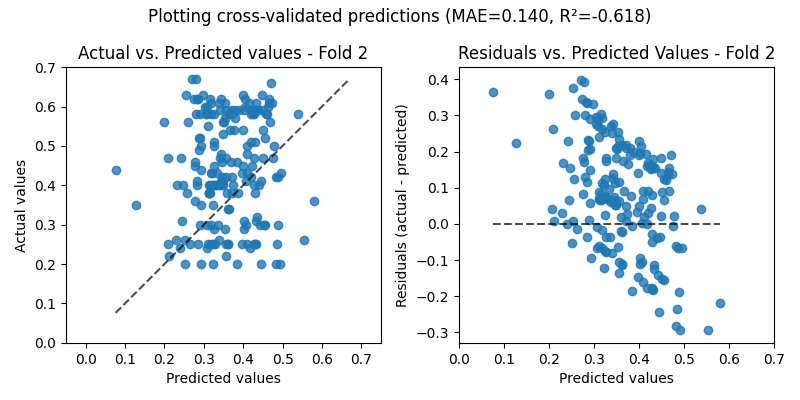 Plotting cross-validated predictions (MAE=0.140, R²=-0.618)
Actual vs. Predicted values - Fold 2
Residuals vs. Predicted Values - Fold 2
Actual values
0.7
0.6
0.5
0.4
0.3
0.2
0.1
0.0
0.0 0.1 0.2 0.3 0.4 0.5 0.6 0.7
Predicted values
Residuals (actual - predicted)
0.4
0.3
0.2
0.1
0.0
−0.1
−0.2
−0.3
0.0 0.1 0.2 0.3 0.4 0.5 0.6 0.7
Predicted values